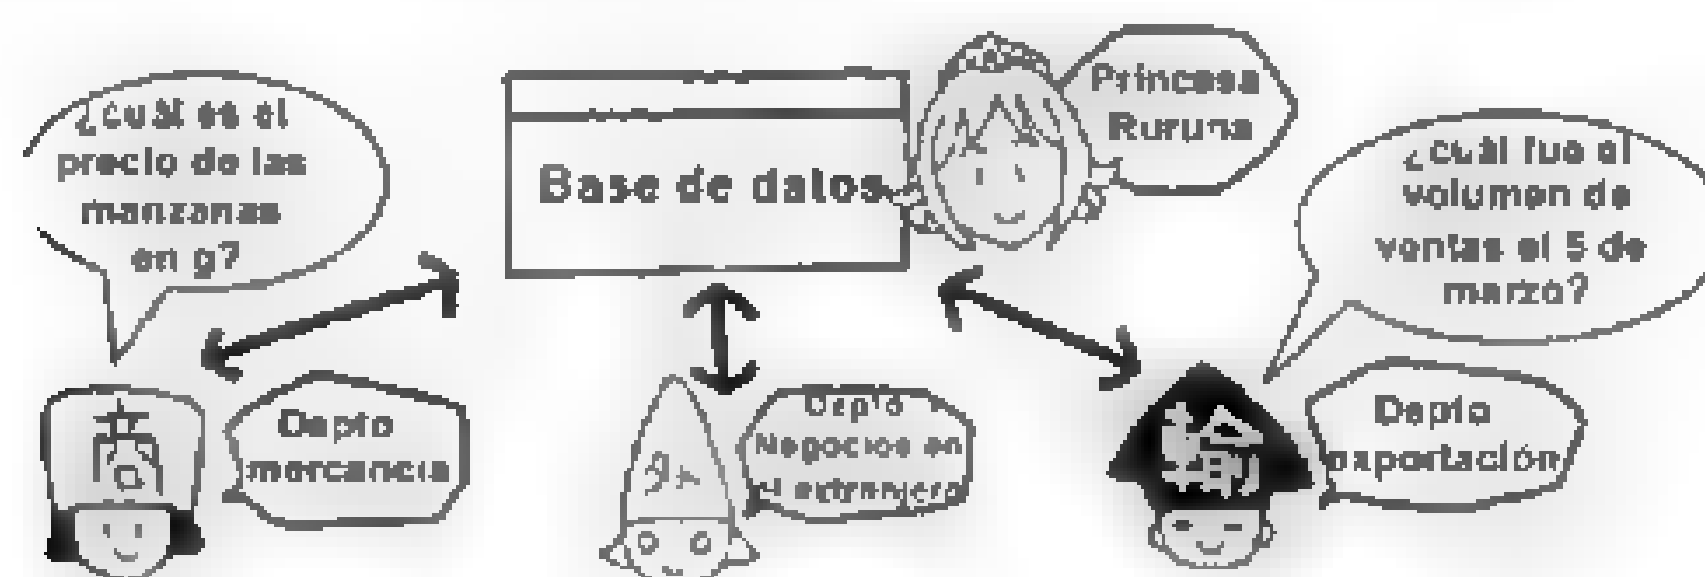 ¿cuál es el
precio de las
manzanas
en g?
Base de datos
Princesa
Ruruna
¿cuál fue el
volumen de
ventas el 5 de
marzo?
Depto
mercancía
商
Depto
Negocios en
el extranjero
外
Depto
exportación
輸